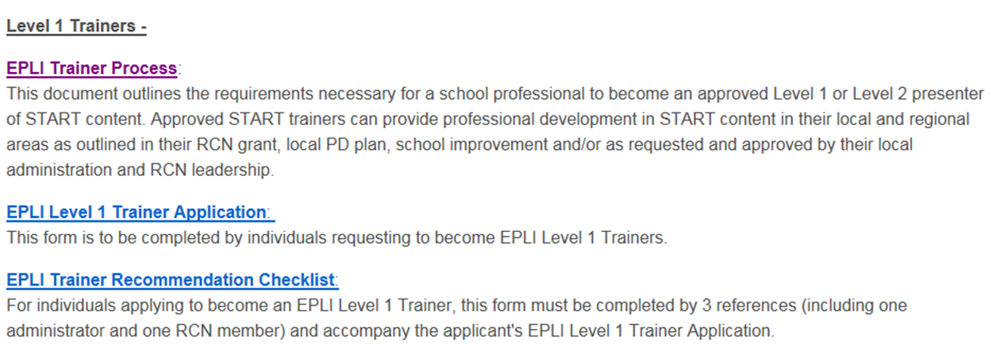 Level 1 Trainers -
EPLI Trainer Process:
This document outlines the requirements necessary for a school professional to become an approved Level 1 or Level 2 presenter
of START content. Approved START trainers can provide professional development in START content in their local and regional
areas as outlined in their RCN grant, local PD plan, school improvement and/or as requested and approved by their local
administration and RCN leadership.
EPLI Level 1 Trainer Application:
This form is to be completed by individuals requesting to become EPLI Level 1 Trainers.
EPLI Trainer Recommendation Checklist:
For individuals applying to become an EPLI Level 1 Trainer, this form must be completed by 3 references (including one
administrator and one RCN member) and accompany the applicant's EPLI Level 1 Trainer Application.